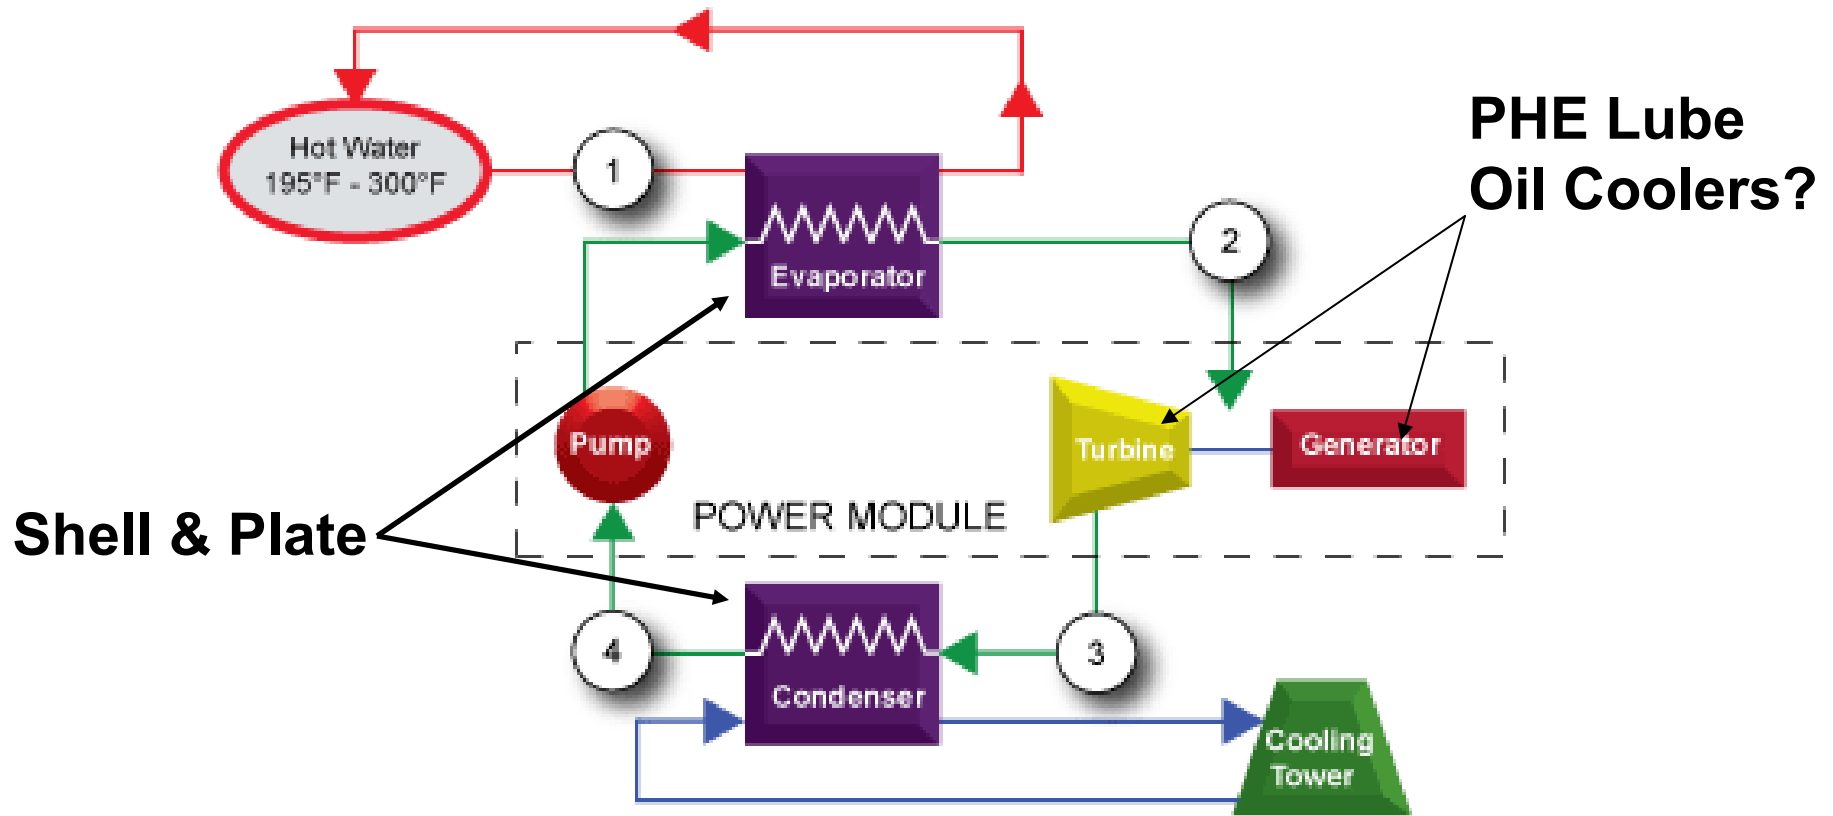 Hot Water
195°F - 300°F
1
PHE Lube
Oil Coolers?
2
Evaporator
Pump
Turbine
Generator
POWER MODULE
Shell & Plate
4
3
Condenser
Cooling
Tower